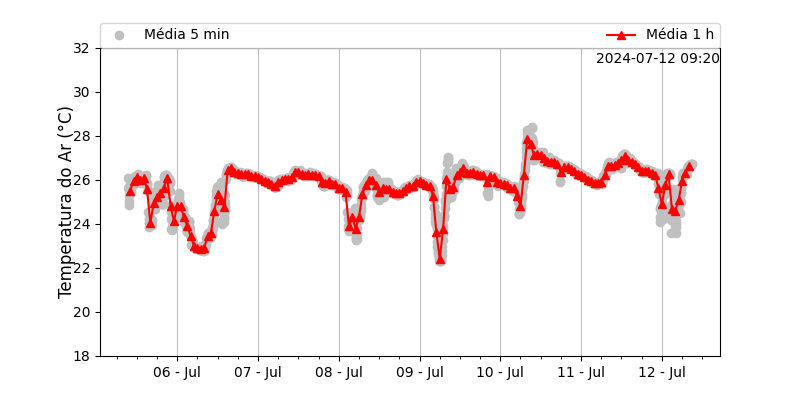 Média 5 min
Média 1 h
2024-07-12 09:20
Temperatura do Ar (°C)
32
30
28
26
24
22
20
18
06 - Jul
07 - Jul
08 - Jul
09 - Jul
10 - Jul
11 - Jul
12 - Jul